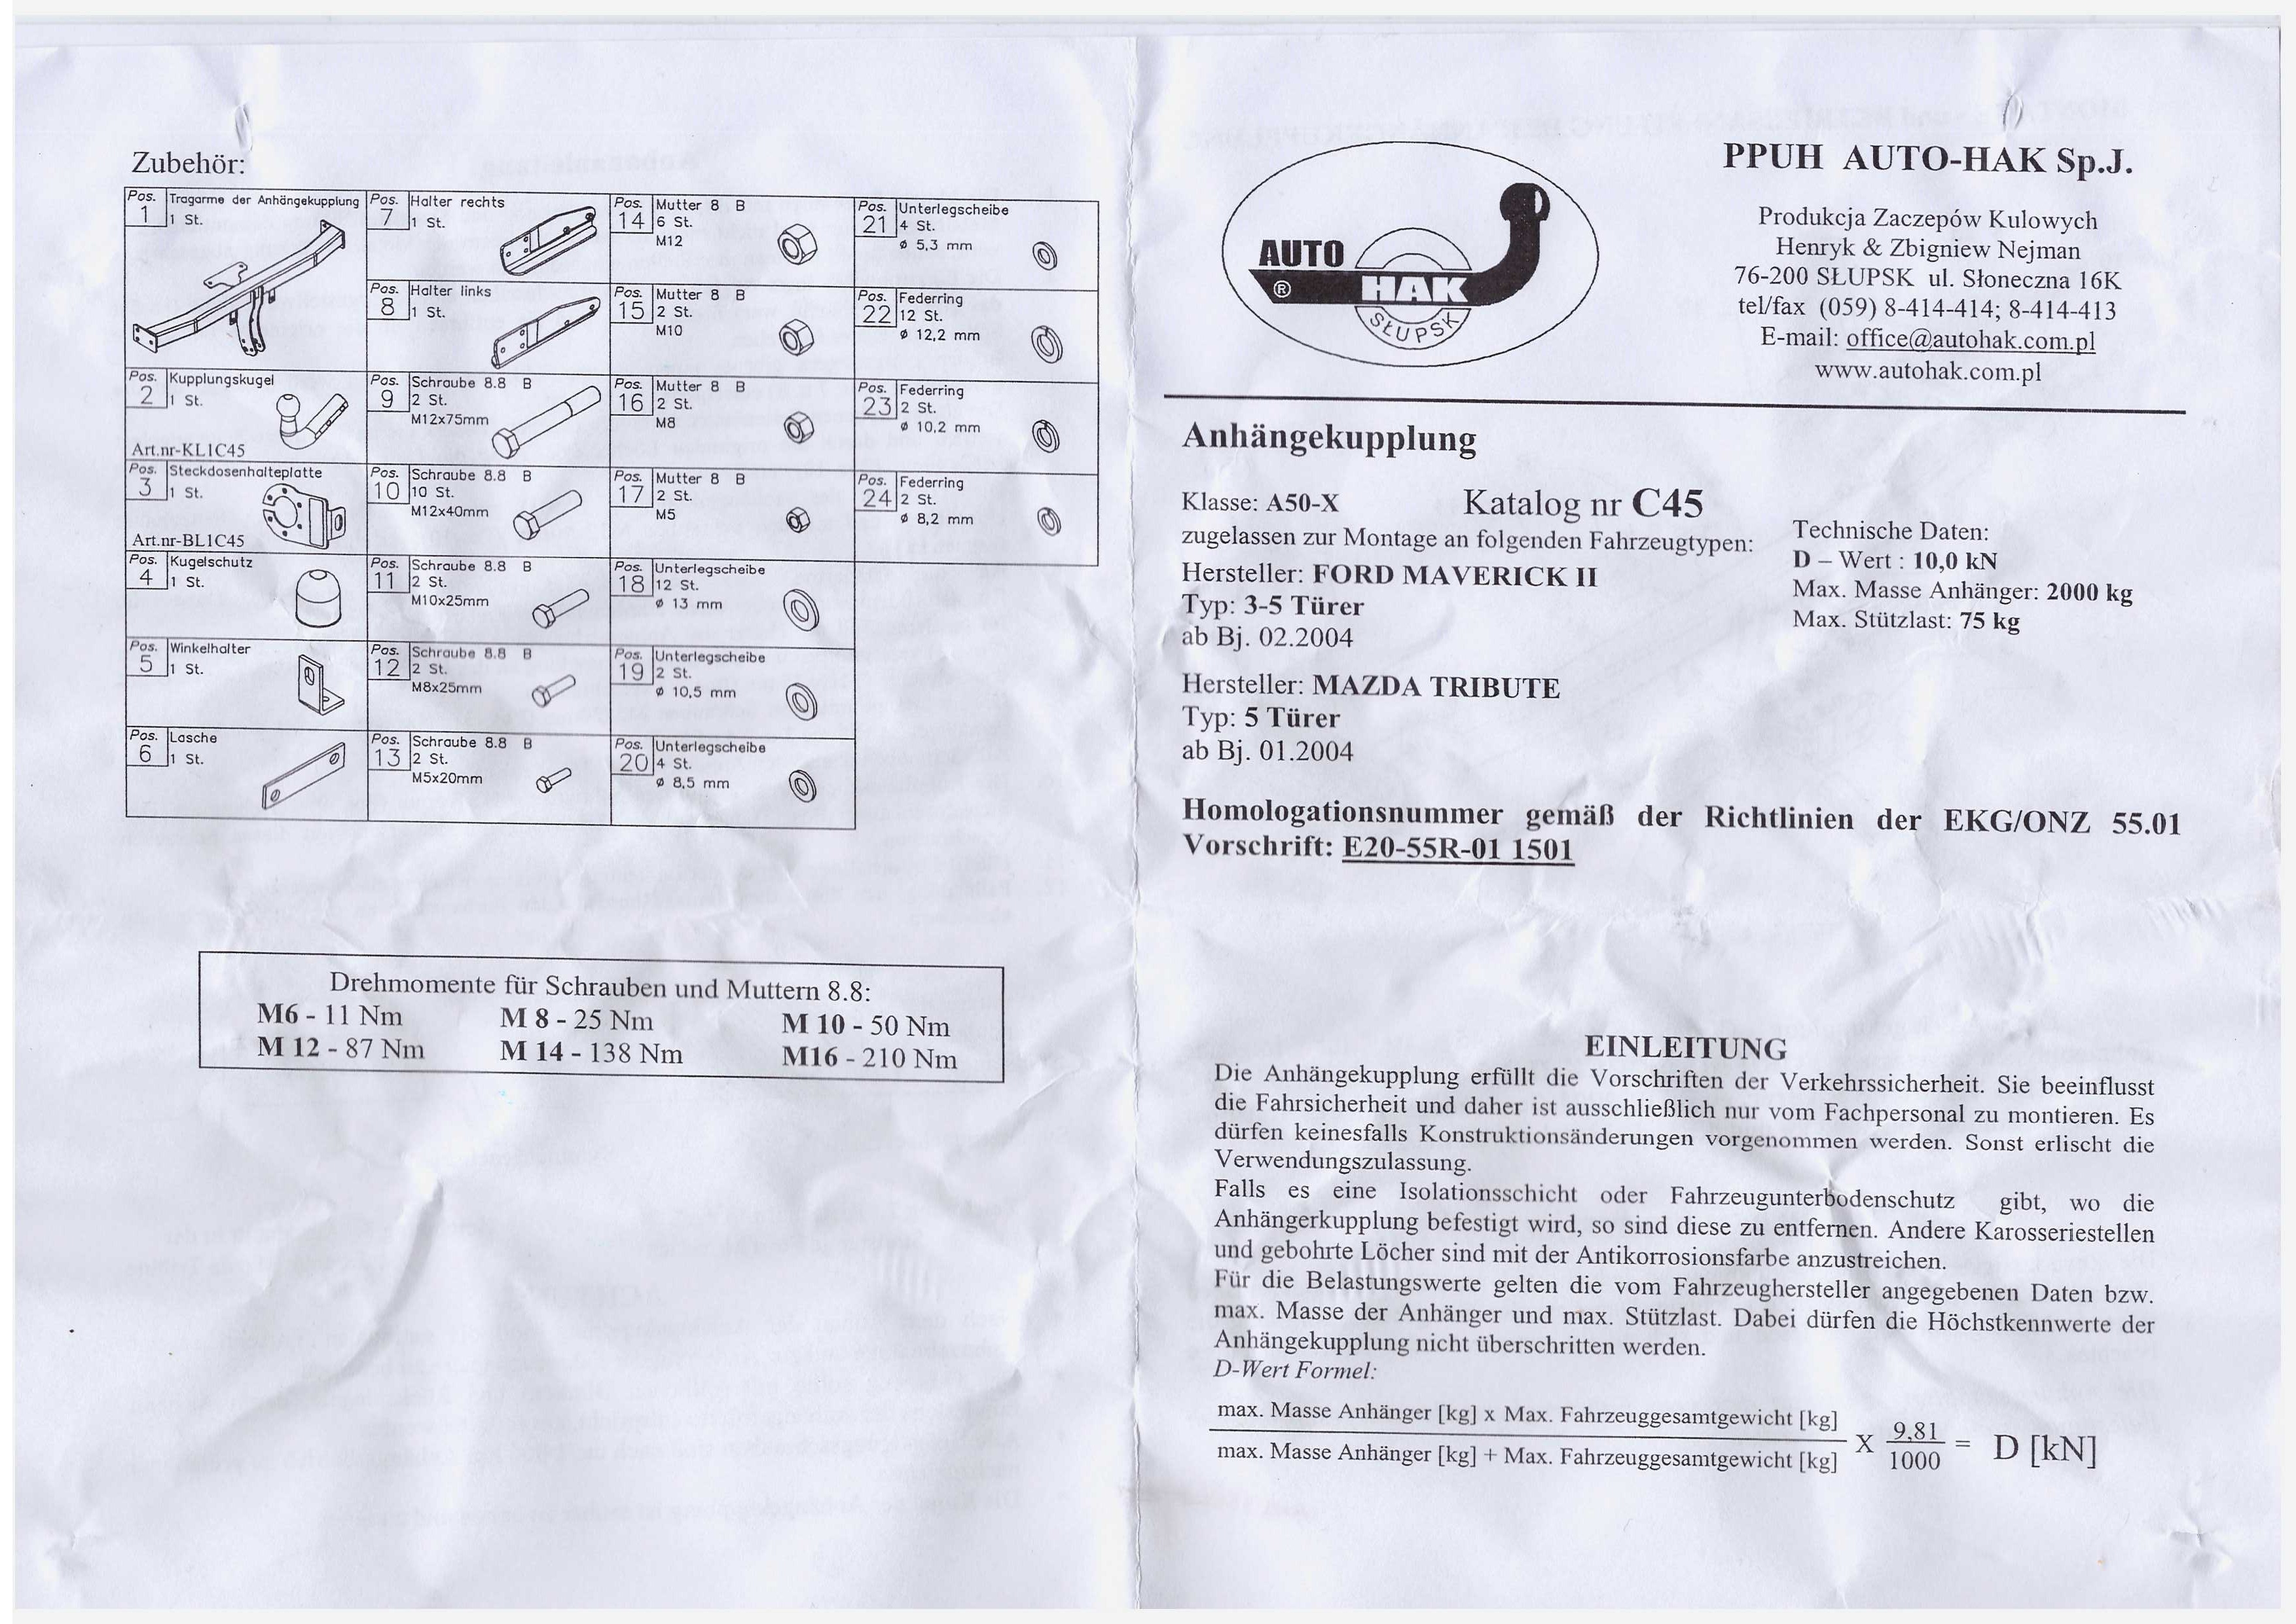 Zubehör:
Pos. 1 Tragarme der Anhängekupplung
1 St.
Pos. 2 Kupplungskugel
1 St.
Art.nr-KL1C45
Pos. 3 Steckdosenhalteplatte
1 St.
Art.nr-BL1C45
Pos. 4 Kugelschutz
1 St.
Pos. 5 Winkelhalter
1 St.
Pos. 6 Lasche
1 St.
Pos. 7 Halter rechts
1 St.
Pos. 8 Halter links
1 St.
Pos. 9 Schraube 8.8 B
2 St.
M12x75mm
Pos. 10 Schraube 8.8 B
10 St.
M12x40mm
Pos. 11 Schraube 8.8 B
2 St.
M10x25mm
Pos. 12 Schraube 8.8 B
2 St.
M8x25mm
Pos. 13 Schraube 8.8 B
2 St.
M5x20mm
Pos. 14 Mutter 8 B
6 St.
M12
Pos. 15 Mutter 8 B
2 St.
M10
Pos. 16 Mutter 8 B
2 St.
M8
Pos. 17 Mutter 8 B
2 St.
M5
Pos. 18 Unterlegscheibe
12 St.
ø 13 mm
Pos. 19 Unterlegscheibe
2 St.
ø 10,5 mm
Pos. 20 Unterlegscheibe
4 St.
ø 8,5 mm
Pos. 21 Unterlegscheibe
4 St.
ø 5,3 mm
Pos. 22 Federring
12 St.
ø 12,2 mm
Pos. 23 Federring
2 St.
ø 10,2 mm
Pos. 24 Federring
2 St.
ø 8,2 mm
Drehmomente für Schrauben und Muttern 8.8:
M6 - 11 Nm M 8 - 25 Nm M 10 - 50 Nm
M 12 - 87 Nm M 14 - 138 Nm M16 - 210 Nm
AUTO
® HAK
SŁUPSK
PPUH AUTO-HAK Sp.J.
Produkcja Zaczepów Kulowych
Henryk & Zbigniew Nejman
76-200 SŁUPSK ul. Słoneczna 16K
tel/fax (059) 8-414-414; 8-414-413
E-mail: office@autohak.com.pl
www.autohak.com.pl
Anhängekupplung
Klasse: A50-X Katalog nr C45
zugelassen zur Montage an folgenden Fahrzeugtypen:
Hersteller: FORD MAVERICK II
Typ: 3-5 Türer
ab Bj. 02.2004
Technische Daten:
D – Wert : 10,0 kN
Max. Masse Anhänger: 2000 kg
Max. Stützlast: 75 kg
Hersteller: MAZDA TRIBUTE
Typ: 5 Türer
ab Bj. 01.2004
Homologationsnummer gemäß der Richtlinien der EKG/ONZ 55.01
Vorschrift: E20-55R-01 1501
EINLEITUNG
Die Anhängekupplung erfüllt die Vorschriften der Verkehrssicherheit. Sie beeinflusst
die Fahrsicherheit und daher ist ausschließlich nur vom Fachpersonal zu montieren. Es
dürfen keinesfalls Konstruktionsänderungen vorgenommen werden. Sonst erlischt die
Verwendungszulassung.
Falls es eine Isolationsschicht oder Fahrzeugunterbodenschutz gibt, wo die
Anhängerkupplung befestigt wird, so sind diese zu entfernen. Andere Karosseriestellen
und gebohrte Löcher sind mit der Antikorrosionsfarbe anzustreichen.
Für die Belastungswerte gelten die vom Fahrzeughersteller angegebenen Daten bzw.
max. Masse der Anhänger und max. Stützlast. Dabei dürfen die Höchstkennwerte der
Anhängekupplung nicht überschritten werden.
D-Wert Formel:
max. Masse Anhänger [kg] x Max. Fahrzeuggesamtgewicht [kg]
max. Masse Anhänger [kg] + Max. Fahrzeuggesamtgewicht [kg]
X 9,81 / 1000 = D [kN]